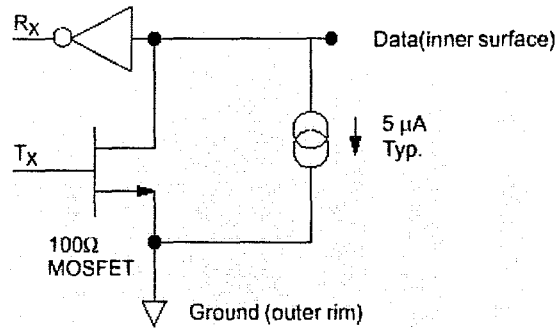 RX
Data(inner surface)
5 µA
Typ.
TX
100Ω
MOSFET
Ground (outer rim)